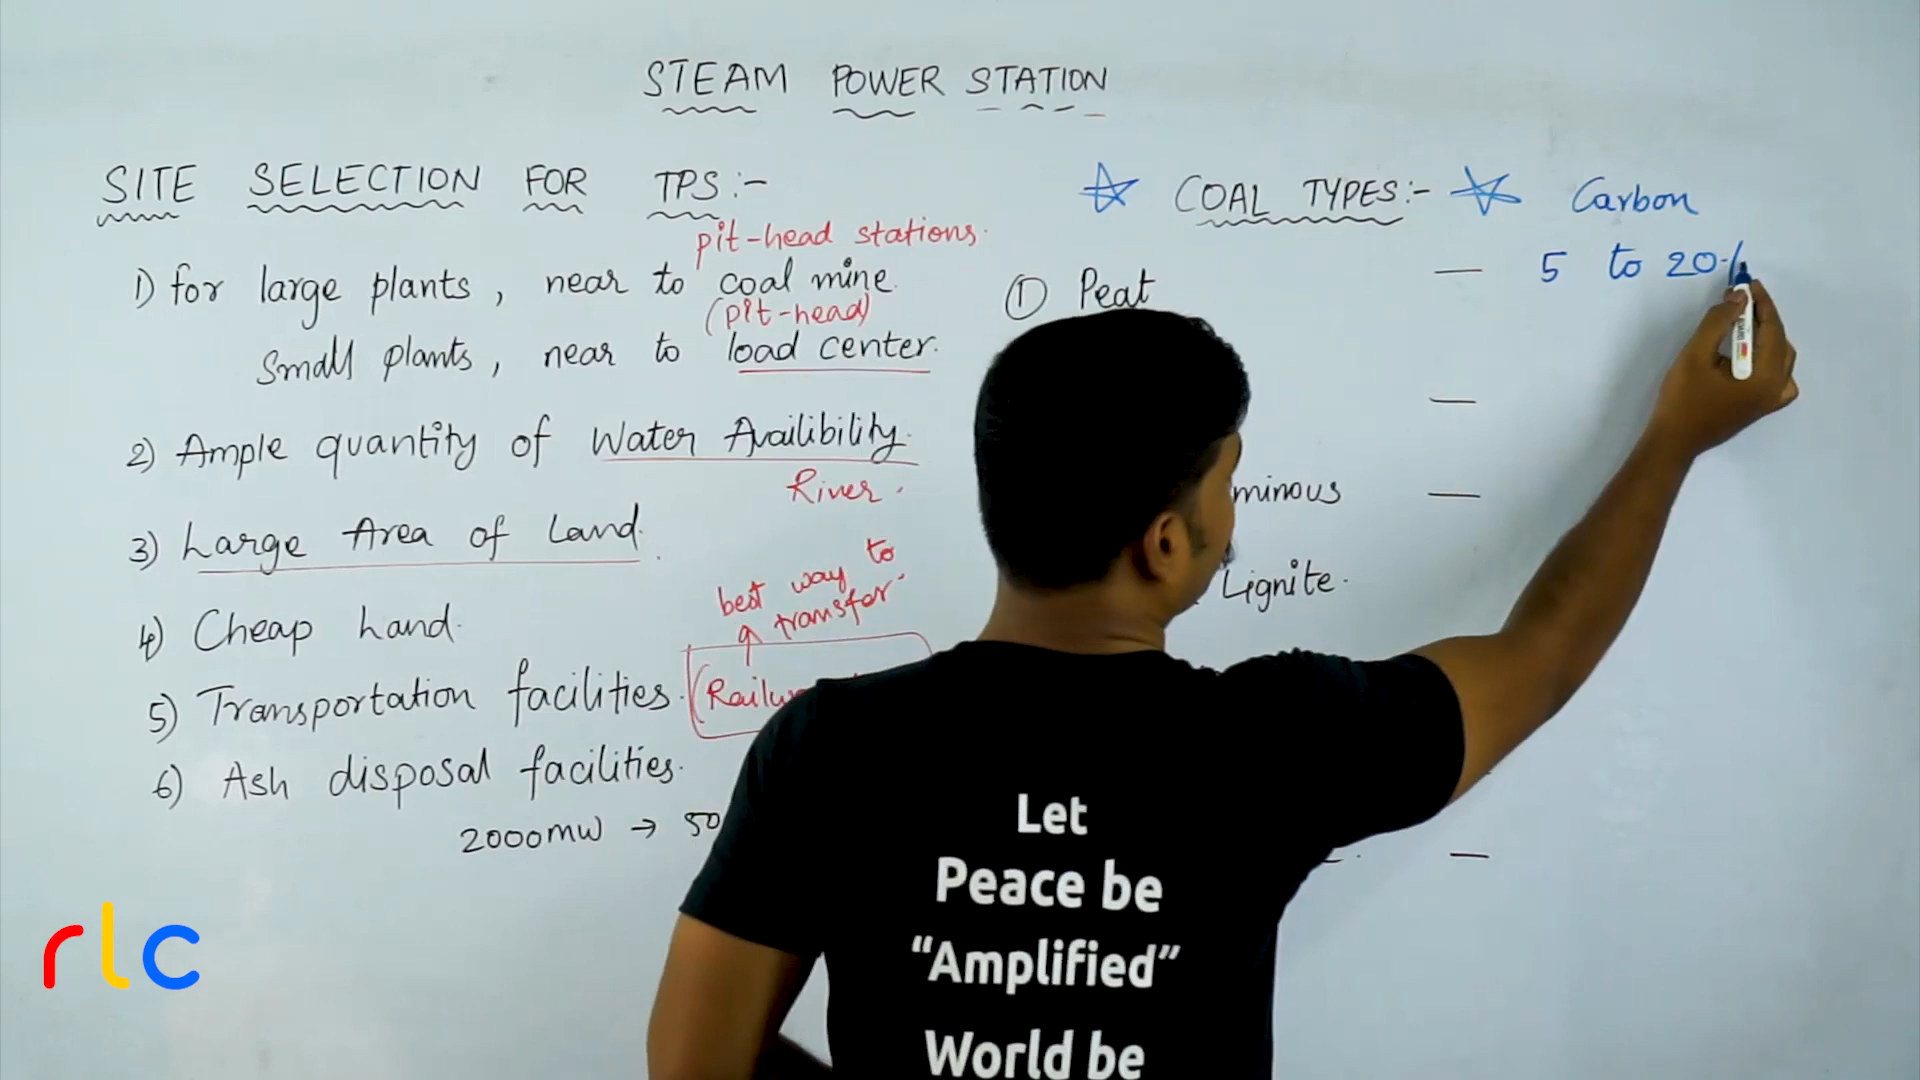 STEAM POWER STATION
SITE SELECTION FOR TPS:-
pit-head stations.
1) for large plants, near to coal mine.
(pit-head)
Small plants, near to load center.
2) Ample quantity of Water Availibility.
River.
3) Large Area of Land.
4) Cheap hand.
best way to
transfer.
5) Transportation facilities.
6) Ash disposal facilities.
2000MW → 50
☆ COAL TYPES:- ☆ Carbon
① Peat — 5 to 20%
—
minous —
Lignite.
—
Let
Peace be
“Amplified”
World be
rlc